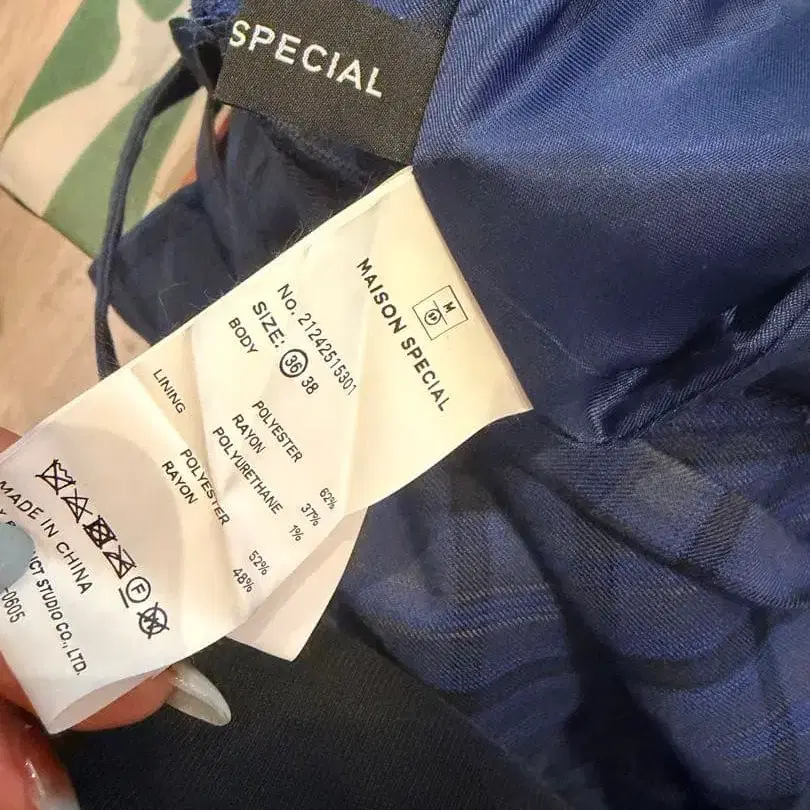 SPECIAL
M
MAISON SPECIAL
No. 21242515301
SIZE: 36 38
BODY
POLYESTER 62%
RAYON 37%
POLYURETHANE 1%
LINING
POLYESTER 52%
RAYON 48%
F
MADE IN CHINA
STUDIO CO., LTD.
-0605